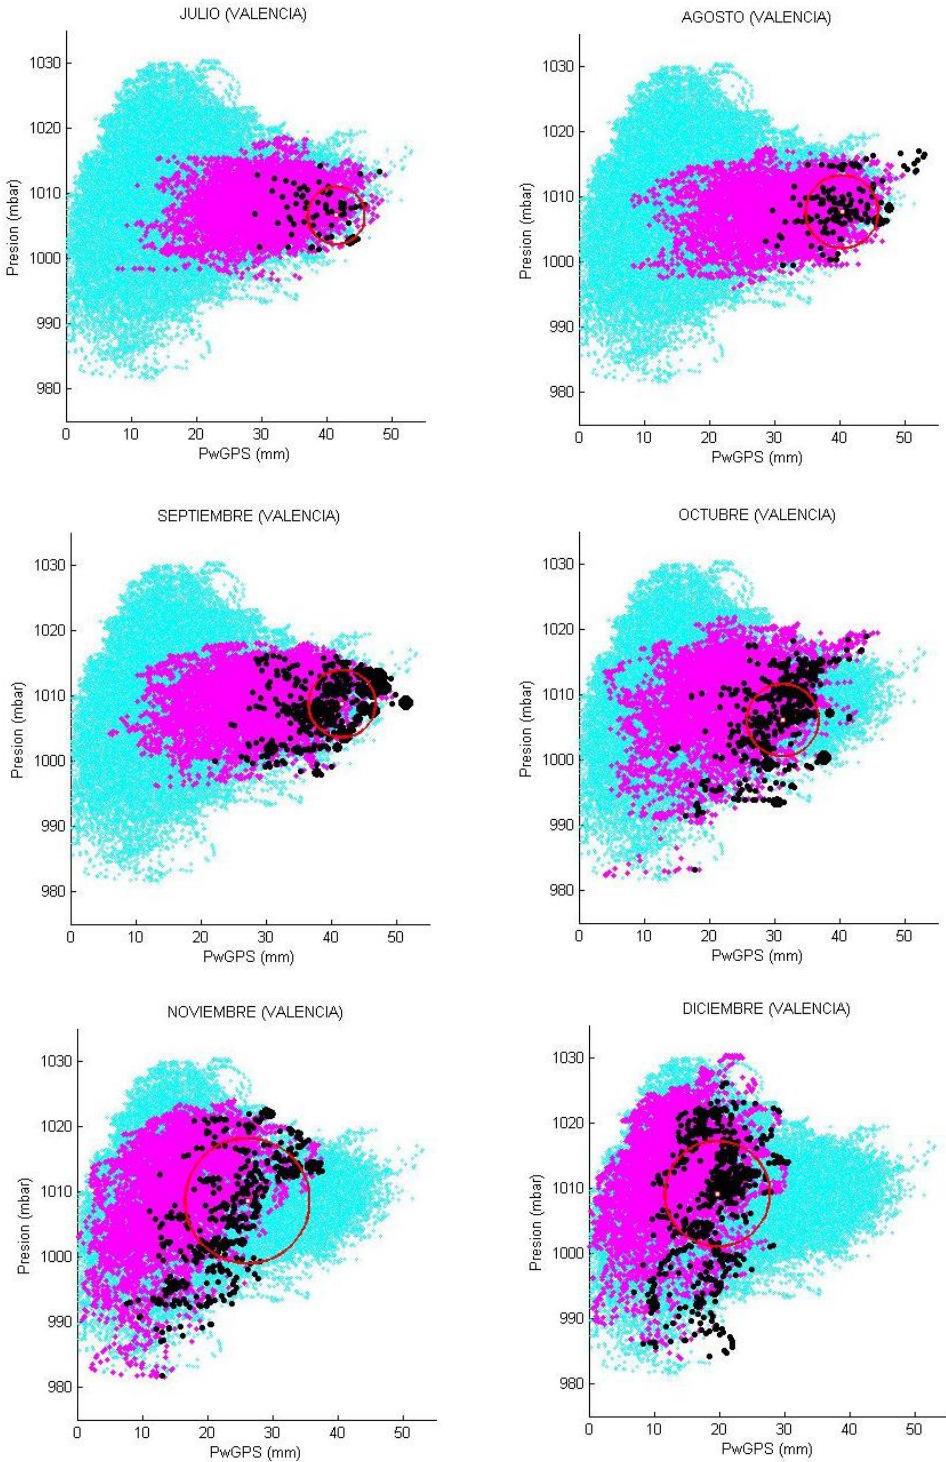 JULIO (VALENCIA)
1030
1020
1010
1000
990
980
Presion (mbar)
0 10 20 30 40 50
PwGPS (mm)
AGOSTO (VALENCIA)
1030
1020
1010
1000
990
980
Presion (mbar)
0 10 20 30 40 50
PwGPS (mm)
SEPTIEMBRE (VALENCIA)
1030
1020
1010
1000
990
980
Presion (mbar)
0 10 20 30 40 50
PwGPS (mm)
OCTUBRE (VALENCIA)
1030
1020
1010
1000
990
980
Presion (mbar)
0 10 20 30 40 50
PwGPS (mm)
NOVIEMBRE (VALENCIA)
1030
1020
1010
1000
990
980
Presion (mbar)
0 10 20 30 40 50
PwGPS (mm)
DICIEMBRE (VALENCIA)
1030
1020
1010
1000
990
980
Presion (mbar)
0 10 20 30 40 50
PwGPS (mm)